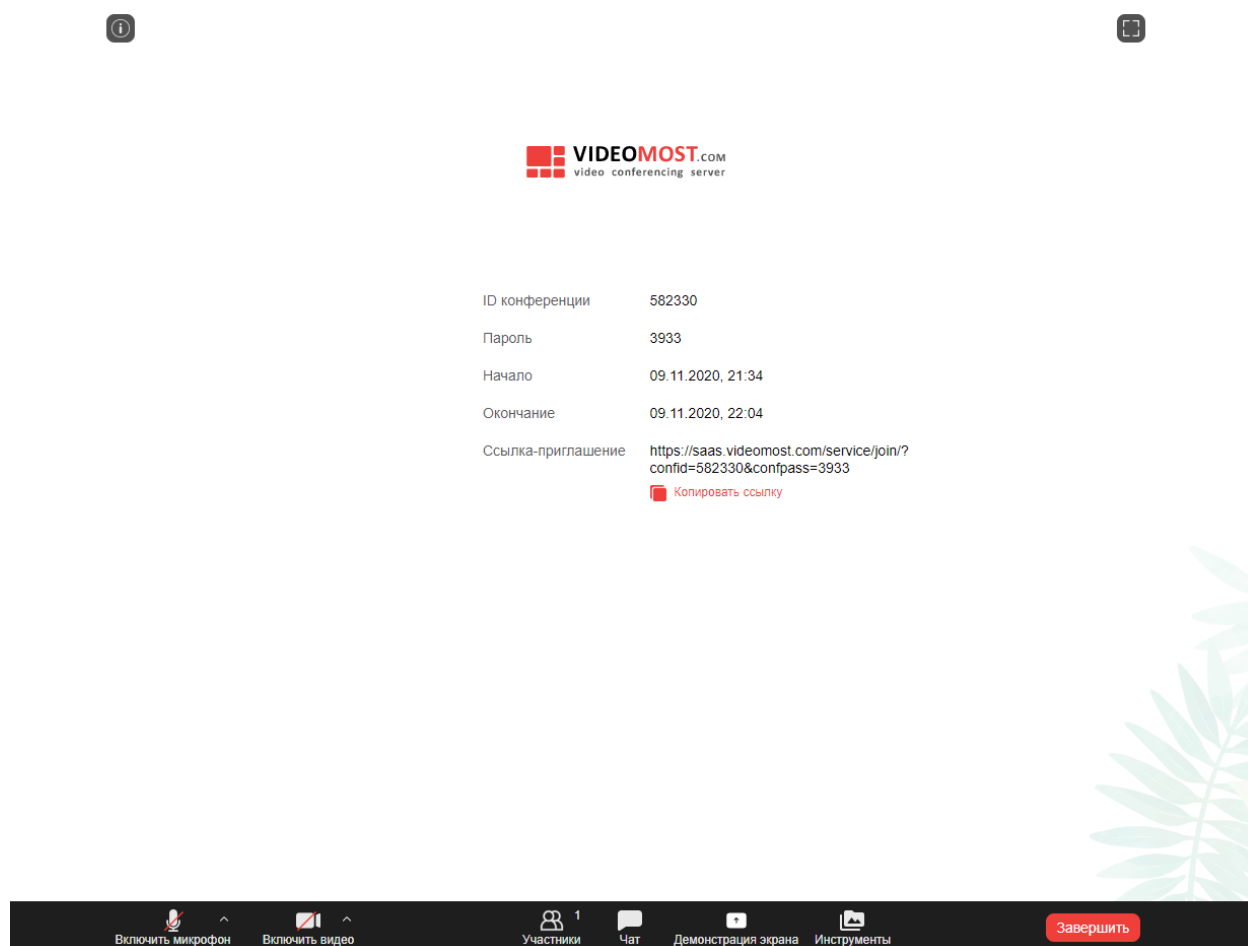 VIDEOMOST.COM
video conferencing server
ID конференции 582330
Пароль 3933
Начало 09.11.2020, 21:34
Окончание 09.11.2020, 22:04
Ссылка-приглашение https://saas.videomost.com/service/join/?
confid=582330&confpass=3933
Копировать ссылку
1
Включить микрофон Включить видео Участники Чат Демонстрация экрана Инструменты Завершить